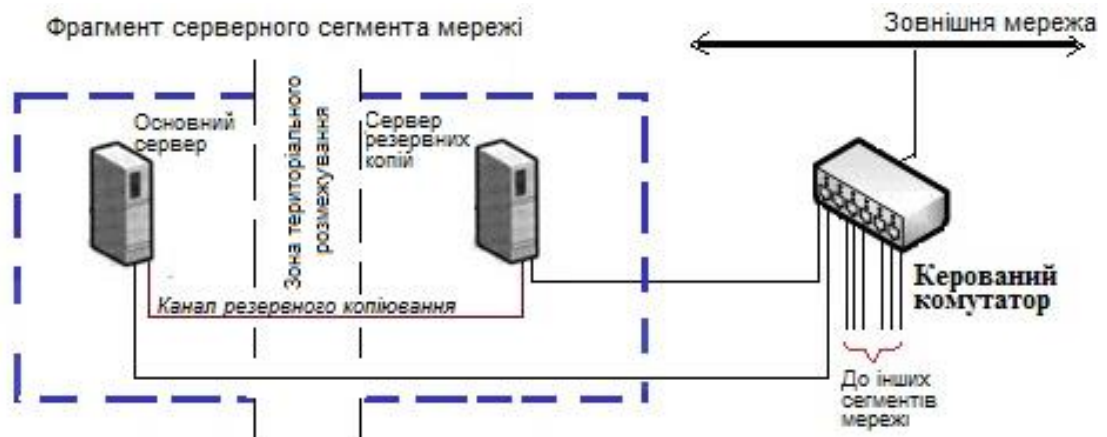 Фрагмент серверного сегмента мережі
Зовнішня мережа
Основний
сервер
Зона територіального
розмежування
Сервер
резервних
копій
Канал резервного копіювання
Керований
комутатор
До інших
сегментів
мережі